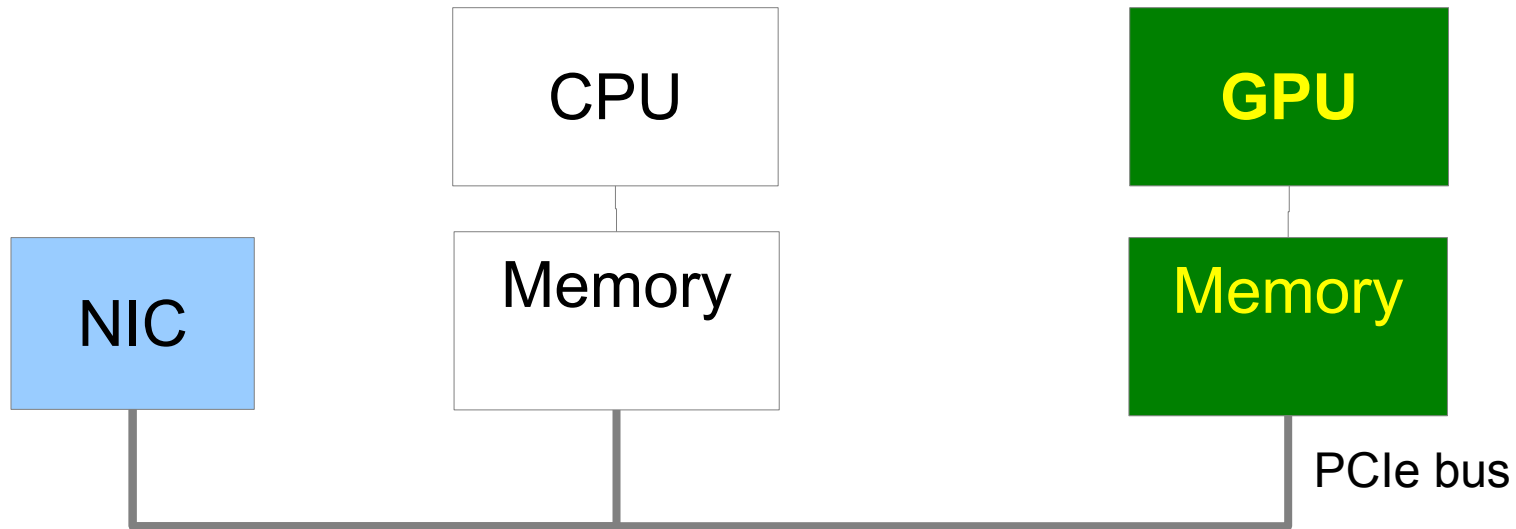 CPU
GPU
NIC
Memory
Memory
PCIe bus